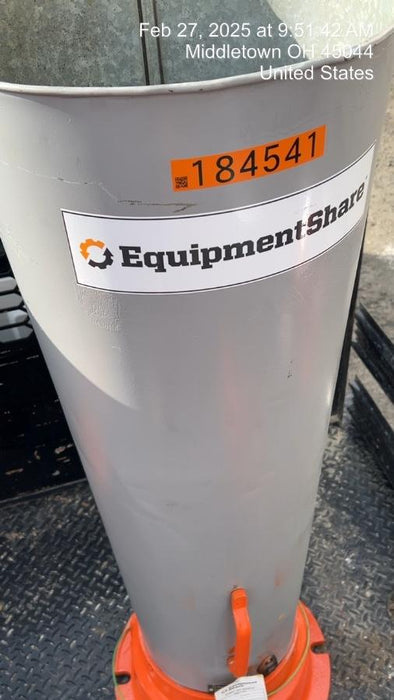 Feb 27, 2025 at 9:51:42 AM
Middletown OH 45044
United States
184541
EquipmentShare